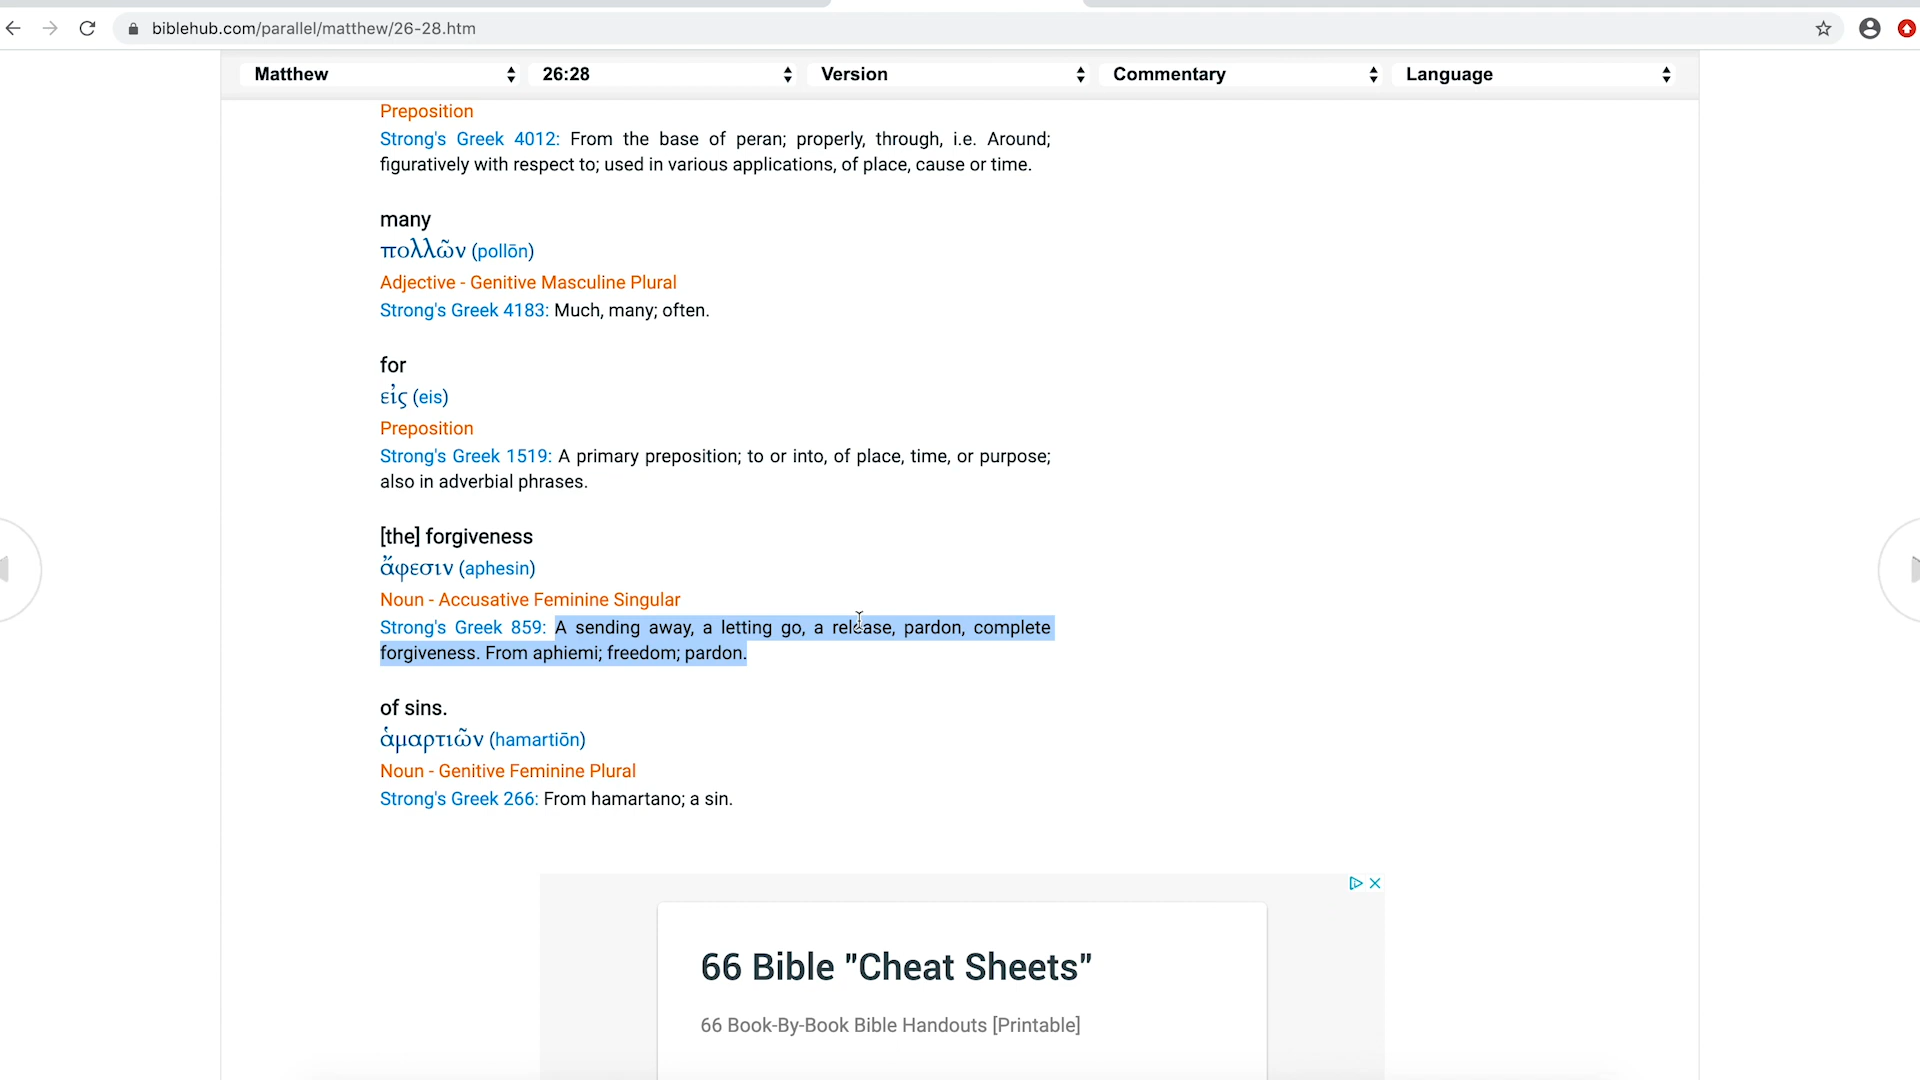 biblehub.com/parallel/matthew/26-28.htm
Matthew 26:28 Version Commentary Language
Preposition
Strong's Greek 4012: From the base of peran; properly, through, i.e. Around;
figuratively with respect to; used in various applications, of place, cause or time.
many
πολλῶν (pollōn)
Adjective - Genitive Masculine Plural
Strong's Greek 4183: Much, many; often.
for
εἰς (eis)
Preposition
Strong's Greek 1519: A primary preposition; to or into, of place, time, or purpose;
also in adverbial phrases.
[the] forgiveness
ἄφεσιν (aphesin)
Noun - Accusative Feminine Singular
Strong's Greek 859: A sending away, a letting go, a release, pardon, complete
forgiveness. From aphiemi; freedom; pardon.
of sins.
ἁμαρτιῶν (hamartiōn)
Noun - Genitive Feminine Plural
Strong's Greek 266: From hamartano; a sin.
66 Bible "Cheat Sheets"
66 Book-By-Book Bible Handouts [Printable]